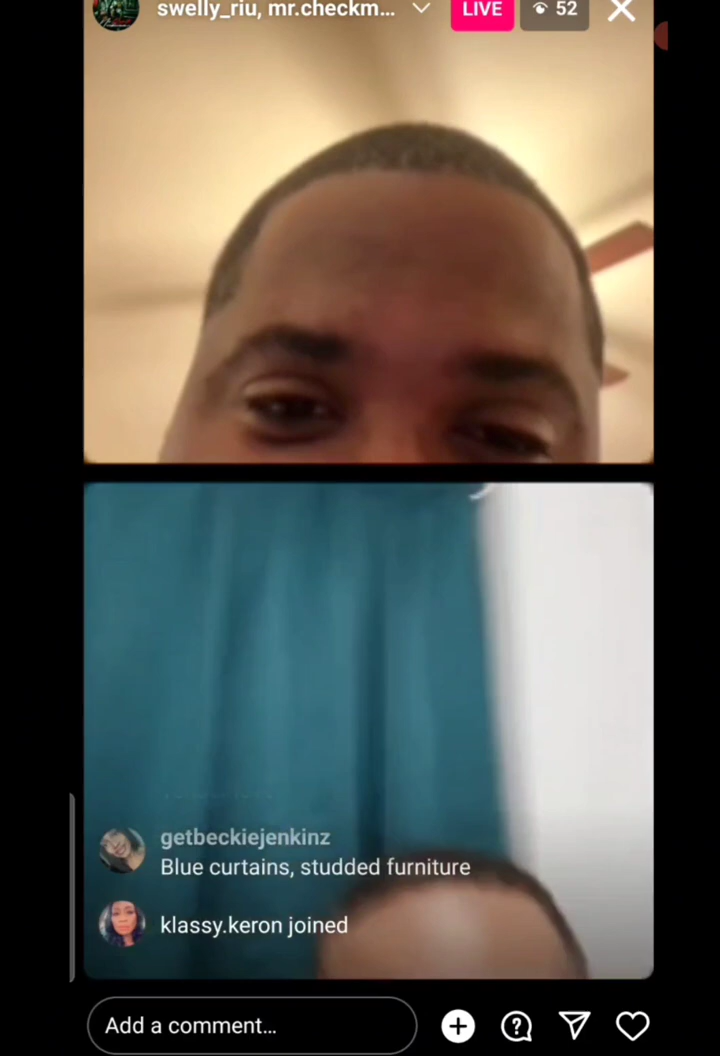 swelly_riu, mr.checkm... LIVE 52
getbeckiejenkinz
Blue curtains, studded furniture
klassy.keron joined
Add a comment...